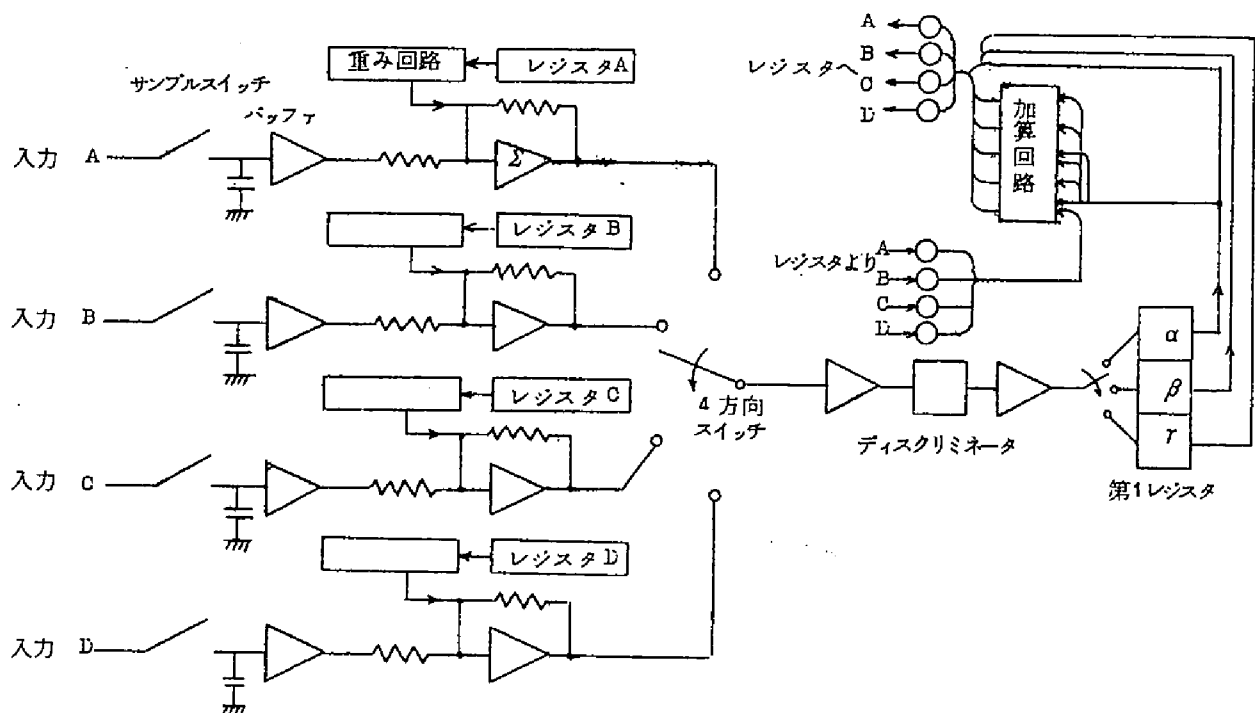 重み回路
レジスタA
サンプルスイッチ
バッファ
入力 A
Σ
レジスタB
入力 B
レジスタC
入力 C
レジスタD
入力 D
4方向
スイッチ
A
B
レジスタへ
C
D
加算回路
A
レジスタより
B
C
D
ディスクリミネータ
α
β
γ
第1レジスタ